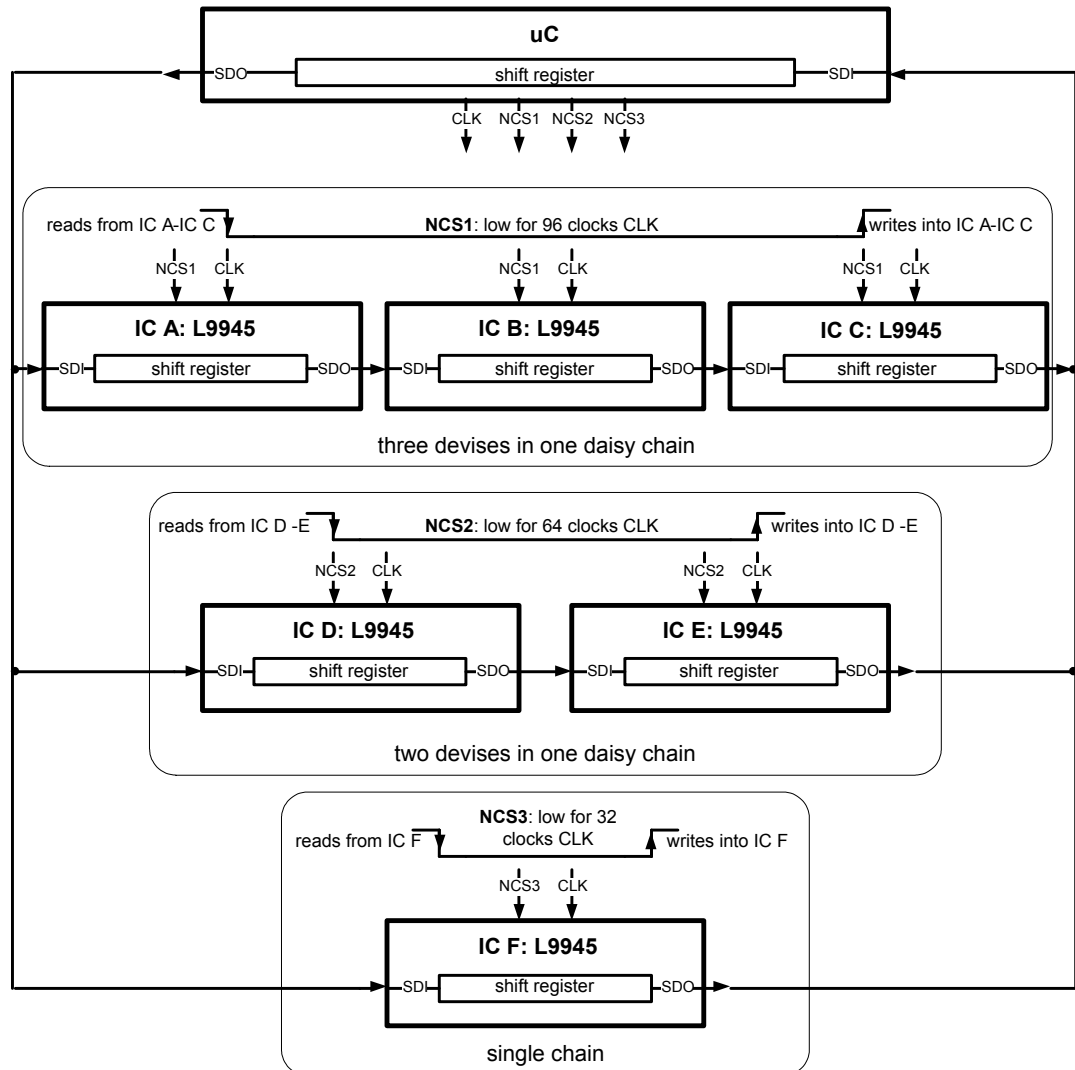 uC
SDO
shift register
SDI
CLK
NCS1
NCS2
NCS3
reads from IC A-IC C
NCS1: low for 96 clocks CLK
writes into IC A-IC C
NCS1
CLK
NCS1
CLK
NCS1
CLK
IC A: L9945
IC B: L9945
IC C: L9945
SDI
shift register
SDO
SDI
shift register
SDO
SDI
shift register
SDO
three devises in one daisy chain
reads from IC D -E
NCS2: low for 64 clocks CLK
writes into IC D -E
NCS2
CLK
NCS2
CLK
IC D: L9945
IC E: L9945
SDI
shift register
SDO
SDI
shift register
SDO
two devises in one daisy chain
NCS3: low for 32
clocks CLK
reads from IC F
writes into IC F
NCS3
CLK
IC F: L9945
SDI
shift register
SDO
single chain